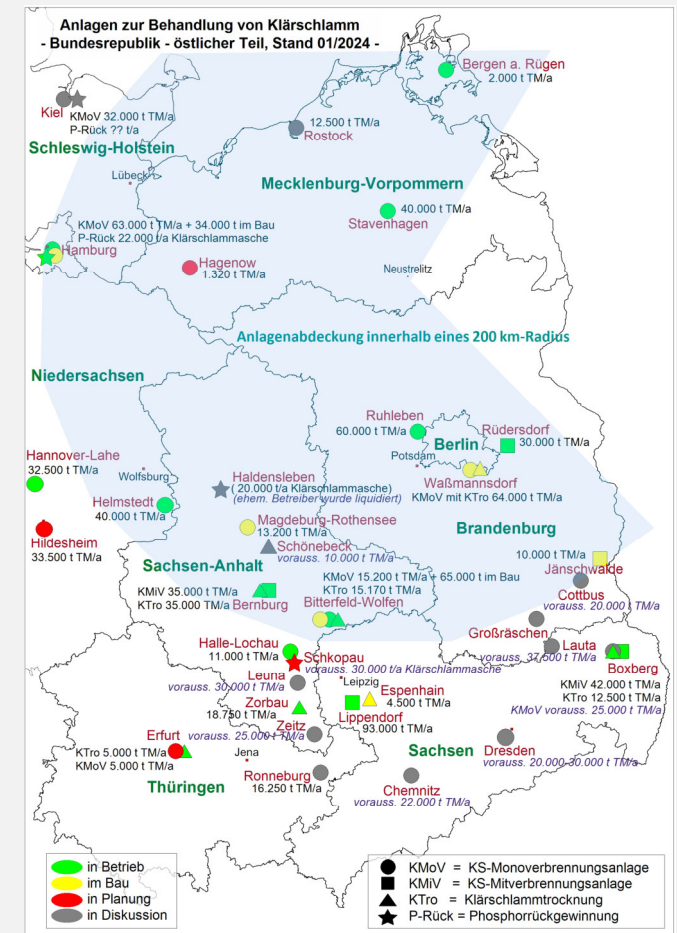 Anlagen zur Behandlung von Klärschlamm
- Bundesrepublik - östlicher Teil, Stand 01/2024 -
Bergen a. Rügen
2.000 t TM/a
Kiel
KMoV 32.000 t TM/a
P-Rück ?? t/a
12.500 t TM/a
Rostock
Schleswig-Holstein
Lübeck
Mecklenburg-Vorpommern
40.000 t TM/a
Stavenhagen
KMoV 63.000 t TM/a + 34.000 t im Bau
P-Rück 22.000 t/a Klärschlammasche
Hamburg
Hagenow
1.320 t TM/a
Neustrelitz
Anlagenabdeckung innerhalb eines 200 km-Radius
Niedersachsen
Ruhleben
60.000 t TM/a
Berlin
Rüdersdorf
30.000 t TM/a
Potsdam
Waßmannsdorf
KMoV mit KTro 64.000 t TM/a
Hannover-Lahe
32.500 t TM/a
Wolfsburg
Haldensleben
( 20.000 t/a Klärschlammasche)
(ehem. Betreiber wurde liquidiert)
Helmstedt
40.000 t TM/a
Hildesheim
33.500 t TM/a
Magdeburg-Rothensee
13.200 t TM/a
Schönebeck
vorauss. 10.000 t TM/a
Brandenburg
10.000 t TM/a
Jänschwalde
Cottbus
vorauss. 20.000 t TM/a
Sachsen-Anhalt
KMiV 35.000 t TM/a
KTro 35.000 TM/a
Bernburg
KMoV 15.200 t TM/a + 65.000 t im Bau
KTro 15.170 t TM/a
Bitterfeld-Wolfen
Großräschen
Lauta
vorauss. 37.500 t TM/a
Boxberg
KMiV 42.000 t TM/a
KTro 12.500 t TM/a
KMoV vorauss. 25.000 t TM/a
Halle-Lochau
11.000 t TM/a
Schkopau
vorauss. 30.000 t/a Klärschlammasche
Leuna
vorauss. 30.000 t TM/a
Leipzig
Espenhain
4.500 t TM/a
Zorbau
18.750 t TM/a
Lippendorf
93.000 t TM/a
Zeitz
vorauss. 25.000 t TM/a
Erfurt
KTro 5.000 t TM/a
KMoV 5.000 t TM/a
Jena
Sachsen
Dresden
vorauss. 20.000-30.000 t TM/a
Thüringen
Ronneburg
16.250 t TM/a
Chemnitz
vorauss. 22.000 t TM/a
in Betrieb
im Bau
in Planung
in Diskussion
KMoV = KS-Monoverbrennungsanlage
KMiV = KS-Mitverbrennungsanlage
KTro = Klärschlammtrocknung
P-Rück = Phosphorrückgewinnung